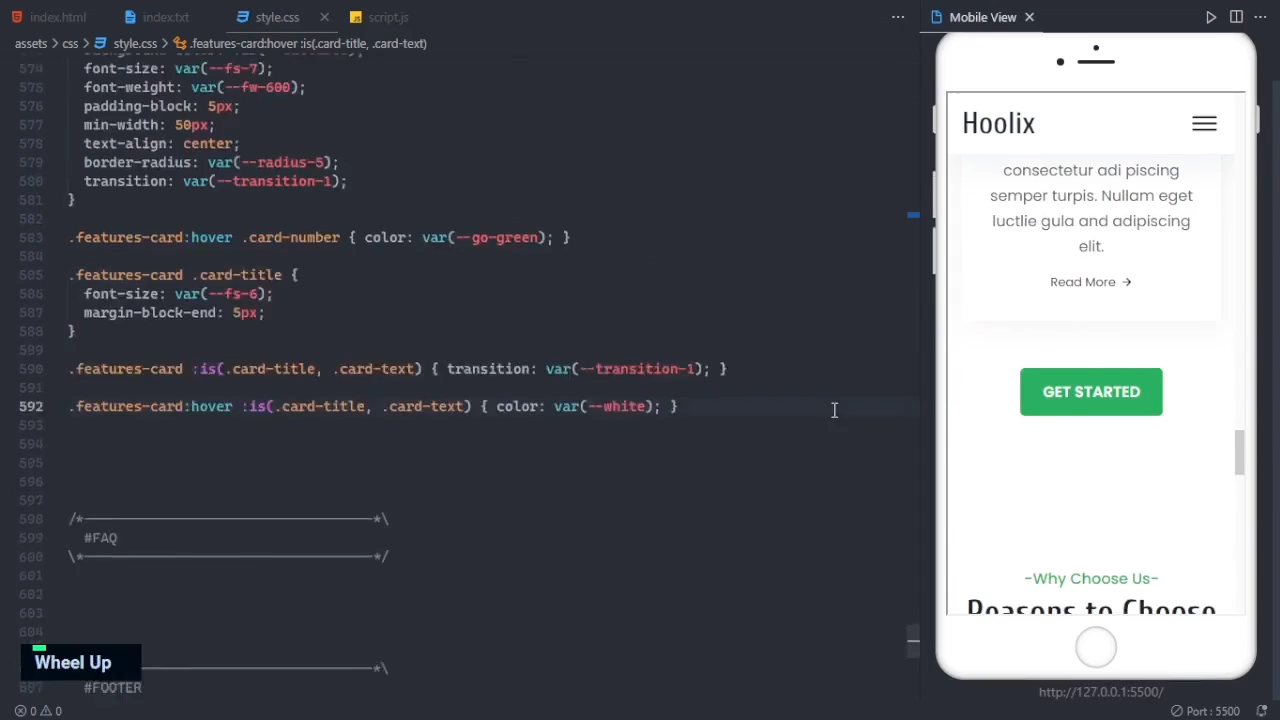 index.html
index.txt
style.css
script.js
Mobile View
assets > css > style.css > .features-card:hover :is(.card-title, .card-text)
574 font-size: var(--fs-7);
575 font-weight: var(--fw-600);
576 padding-block: 5px;
577 min-width: 50px;
578 text-align: center;
579 border-radius: var(--radius-5);
580 transition: var(--transition-1);
581 }
582
583 .features-card:hover .card-number { color: var(--go-green); }
584
585 .features-card .card-title {
586 font-size: var(--fs-6);
587 margin-block-end: 5px;
588 }
589
590 .features-card :is(.card-title, .card-text) { transition: var(--transition-1); }
591
592 .features-card:hover :is(.card-title, .card-text) { color: var(--white); }
593
594
595
596
597
598 /*-----------------------------------*\
599 #FAQ
600 \*-----------------------------------*/
601
602
603
604
-----------------------------------*\
607 #FOOTER
Wheel Up
0 0
Hoolix
consectetur adi piscing
semper turpis. Nullam eget
luctlie gula and adipiscing
elit.
Read More →
GET STARTED
-Why Choose Us-
Reasons to Choose
http://127.0.0.1:5500/
Port : 5500